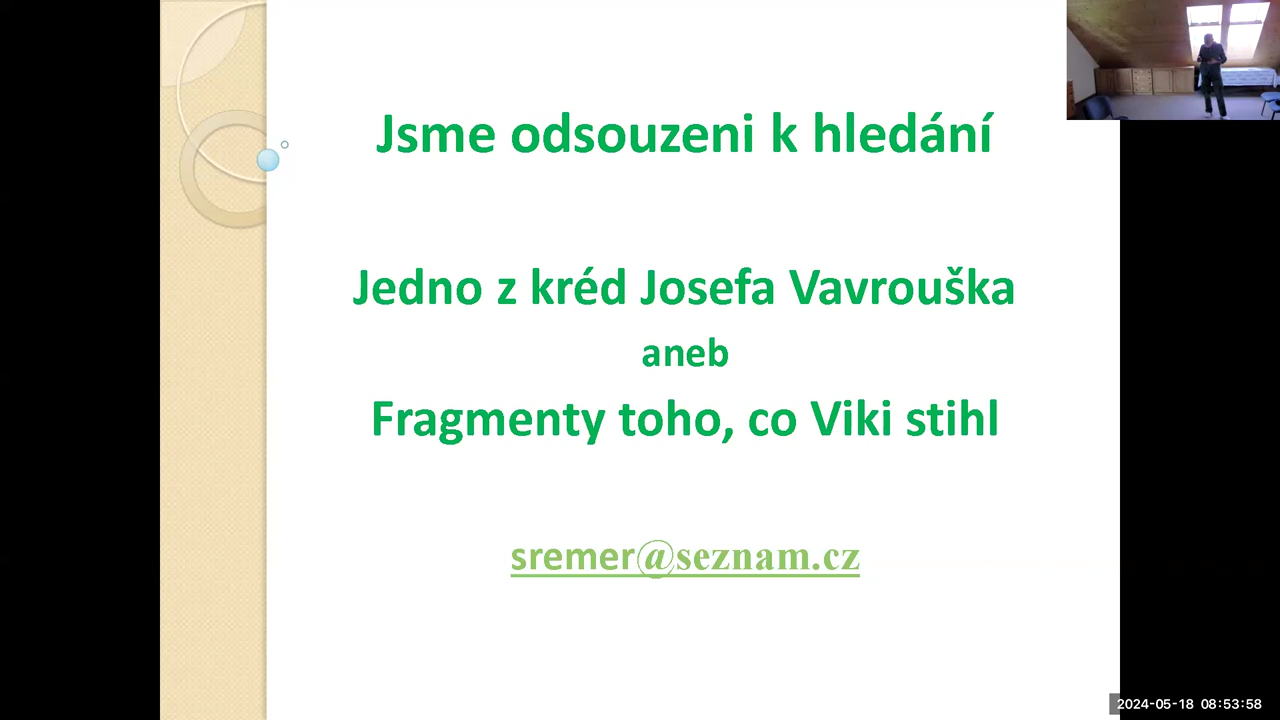 Jsme odsouzeni k hledání
Jedno z kréd Josefa Vavrouška
aneb
Fragmenty toho, co Viki stihl
sremer@seznam.cz
2024-05-18 08:53:58